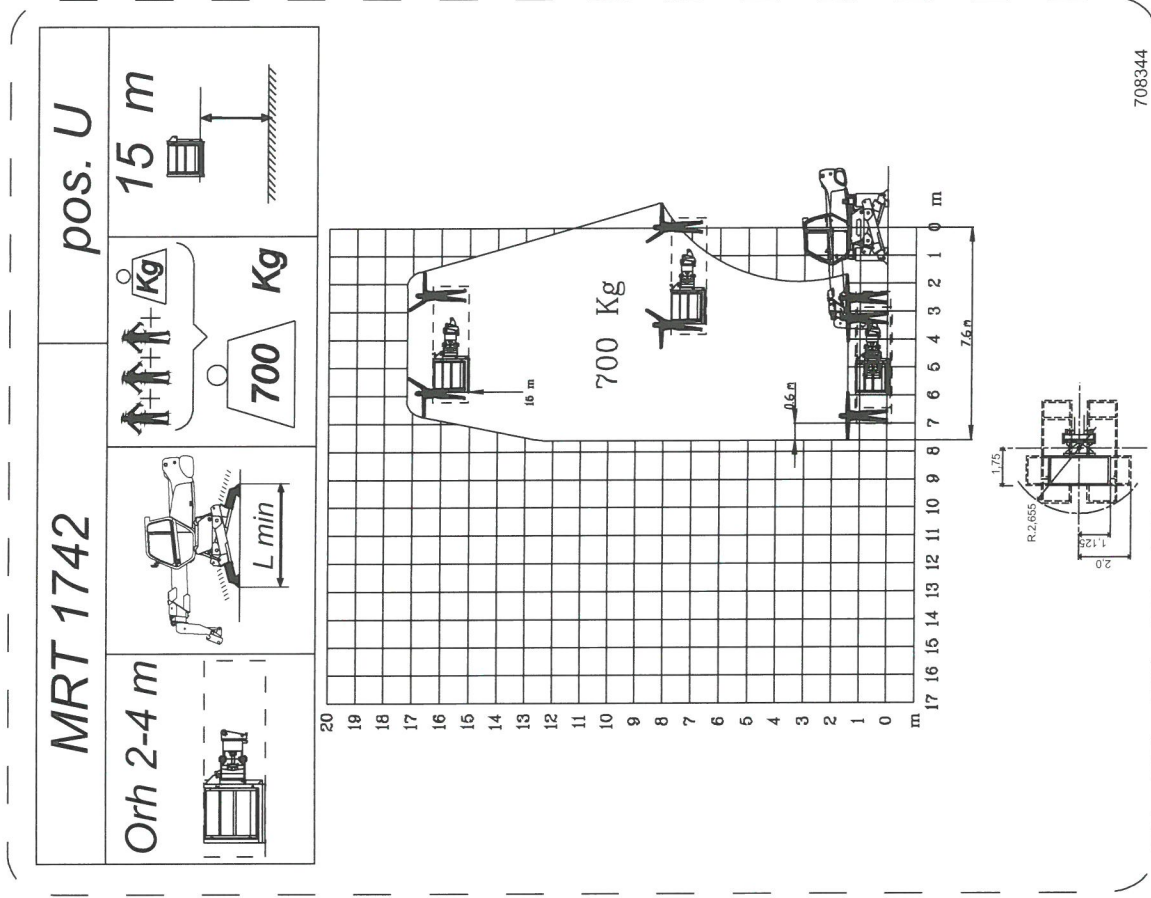 MRT 1742
pos. U
Orh 2-4 m
L min
+ + + Kg
700 Kg
15 m
20
19
18
17
16
15
14
13
12
11
10
9
8
7
6
5
4
3
2
1
0
m
17 16 15 14 13 12 11 10 9 8 7 6 5 4 3 2 1 0 m
15 m
700 Kg
0.6 m
7.6 m
1,75
R.2,655
1,125
2,0
708344